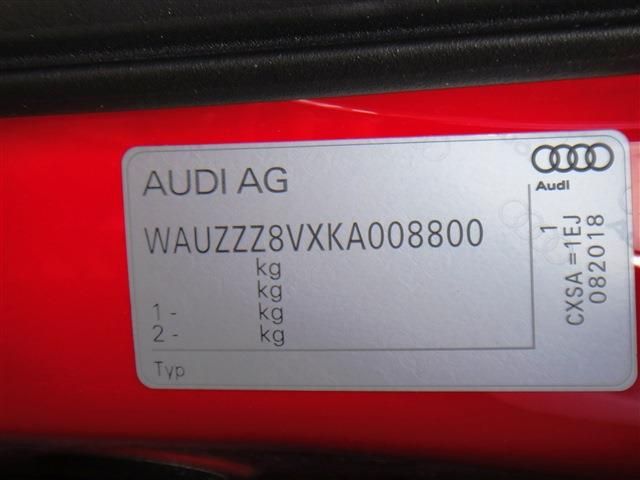 AUDI AG
Audi
WAUZZZ8VXKA008800
kg
kg
1 - kg
2 - kg
Typ
1
CXSA =1EJ
082018